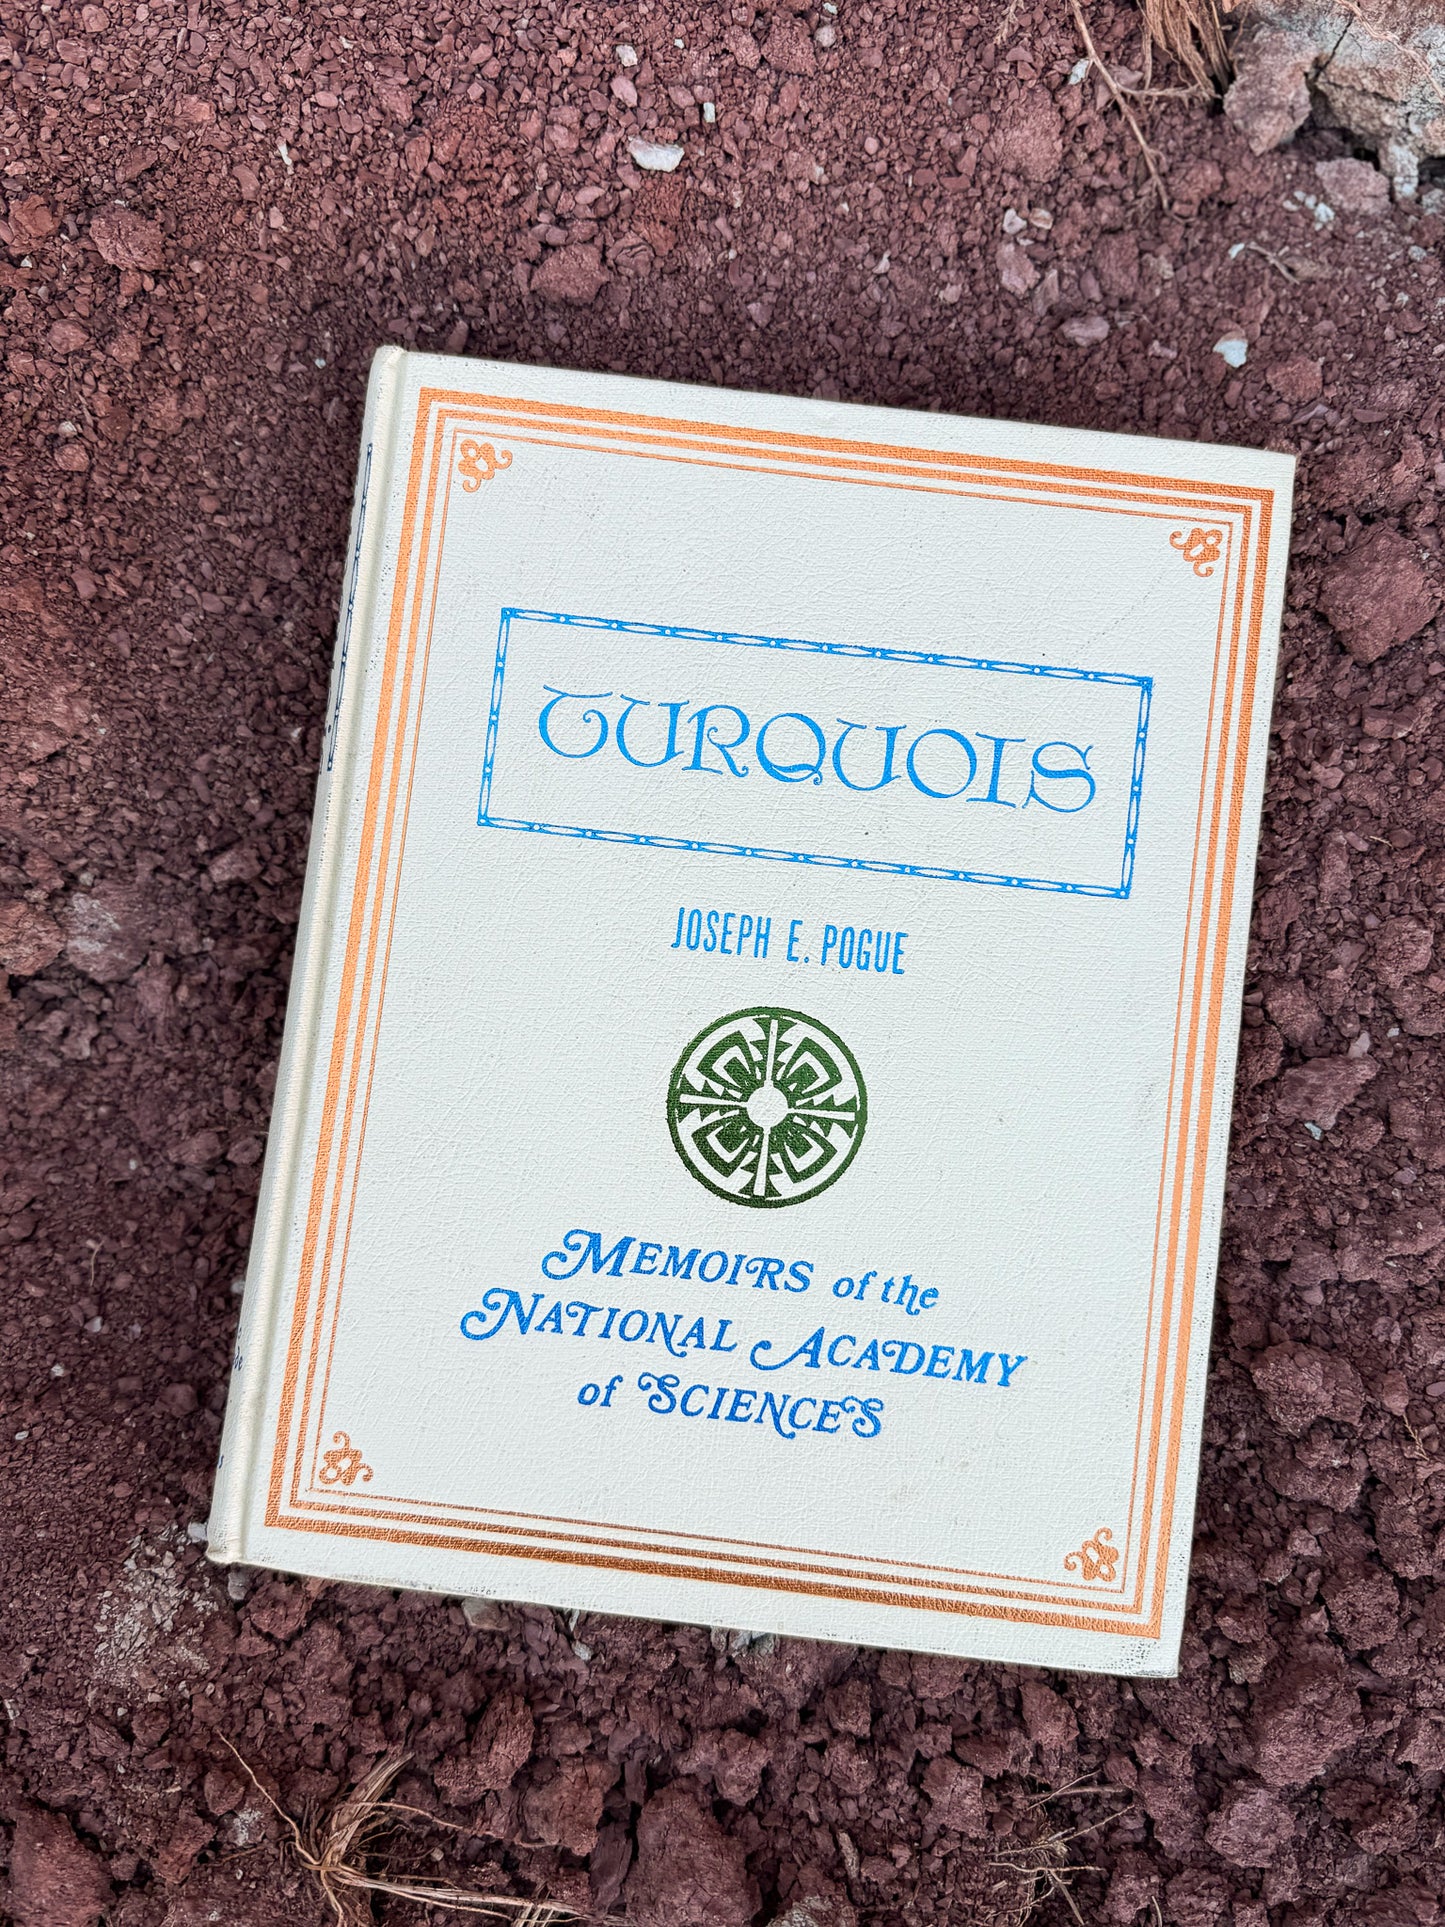 TURQUOIS
JOSEPH E. POGUE
MEMOIRS of the
NATIONAL ACADEMY
of SCIENCES